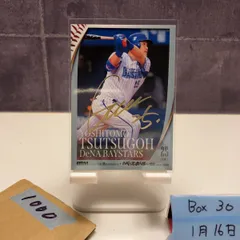 YOSHITOMO
TSUTSUGOH
DeNA BAYSTARS
1000
Box 30
1月16日